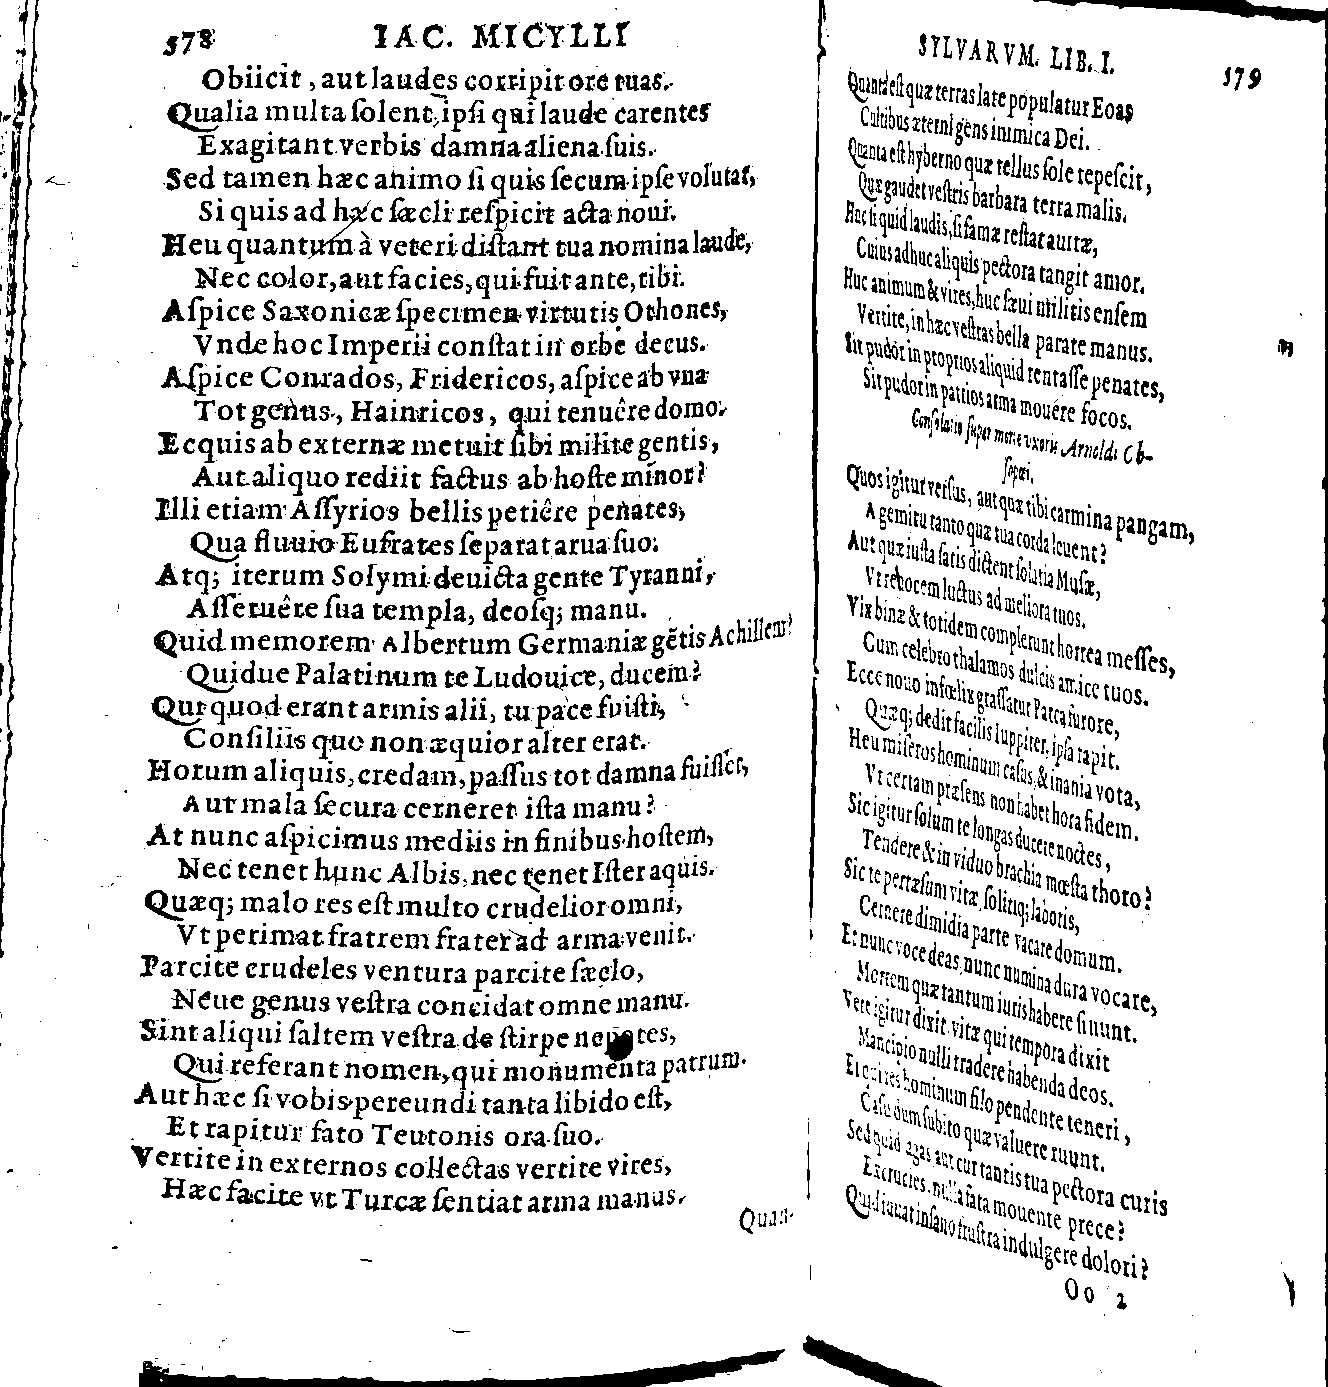 578 IAC. MICYLLI
Obiicit, aut laudes corripit ore tuas.
Qualia multa ſolent, ipſi qui laude carentes
Exagitant verbis damna aliena ſuis.
Sed tamen hæc animo ſi quis ſecum ipſe volutat,
Si quis ad hæc ſæcli reſpicit acta noui.
Heu quantum à veteri diſtant tua nomina laude,
Nec color, aut facies, qui fuit ante, tibi.
Aſpice Saxonicæ ſpecimen virtutis Othones,
Vnde hoc Imperii conſtat in orbe decus.
Aſpice Conrados, Fridericos, aſpice ab vna
Tot genus, Hainricos, qui tenuêre domo.
Ecquis ab externæ metuit ſibi milite gentis,
Aut aliquo rediit factus ab hoſte minor?
Illi etiam Aſſyrios bellis petiêre penates,
Qua fluuio Eufrates ſeparat arua ſuo.
Atq; iterum Solymi deuicta gente Tyranni,
Aſſeruêre ſua templa, deoſq; manu.
Quid memorem Albertum Germaniæ gẽtis Achillem?
Quidue Palatinum te Ludouice, ducem?
Qui quod erant armis alii, tu pace fuiſti,
Conſiliis quo non æquior alter erat.
Horum aliquis, credam, paſſus tot damna fuiſſet,
Aut mala ſecura cerneret iſta manu?
At nunc aſpicimus mediis in finibus hoſtem,
Nec tenet hunc Albis, nec tenet Iſter aquis.
Quæq; malo res eſt multo crudelior omni,
Vt perimat fratrem frater ad arma venit.
Parcite crudeles ventura parcite ſæclo,
Neue genus veſtra concidat omne manu.
Sint aliqui ſaltem veſtra de ſtirpe nepotes,
Qui referant nomen, qui monumenta patrum.
Aut hæc ſi vobis pereundi tanta libido eſt,
Et rapitur fato Teutonis ora ſuo.
Vertite in externos collectas vertite vires,
Hæc facite vt Turcæ ſentiat arma manus.
Quan-
SYLVARVM. LIB. I. 579
Quanta eſt quæ terras late populatur Eoas
Cultibus æterni gens inimica Dei.
Quanta eſt hyberno quæ tellus ſole tepeſcit,
Quæ gaudet veſtris barbara terra malis.
Huc ſi quid laudis, ſi famæ reſtat auitæ,
Cuius adhuc aliquis pectora tangit amor.
Huc animum & vires, huc ſæui militis enſem
Vertite, in hæc veſtras bella parate manus.
Sit pudor in proprios aliquid tentaſſe penates,
Sit pudor in patrios arma mouêre focos.
Conſolatio ſuper morte vxoris Arnoldi Ob-
ſopœi.
Quos igitur verſus, aut quæ tibi carmina pangam,
A gemitu tanto quæ tua corda leuent?
Aut quæ iuſta ſatis dictent ſolatia Muſæ,
Vt reuocem luctus ad meliora tuos.
Vix binæ & totidem complerunt horrea meſſes,
Cum celebro thalamos dulcis amice tuos.
Ecce nouo infœlix graſſatur Parca furore,
Quæq; dedit facilis Iuppiter, ipſa rapit.
Heu miſeros hominum caſus, & inania vota,
Vt certam præſens non habet hora fidem.
Sic igitur ſolum te longas ducere noctes,
Tendere & in viduo brachia mœſta thoro?
Sic te pertæſum vitæ, ſolitiq; laboris,
Cernere dimidia parte vacare domum.
Et nunc voce deas, nunc numina dura vocare,
Mortem quæ tantum iuris habere ſinunt.
Vere igitur dixit, vitæ qui tempora dixit
Mancipio nulli tradere habenda deos.
Et res hominum filo pendente teneri,
Caſu dum ſubito quæ valuere ruunt.
Sed quid agas aut cur tantis tua pectora curis
Excrucies, nulla fata mouente prece?
Quid iuuat inſano fruſtra indulgere dolori?
Oo 2